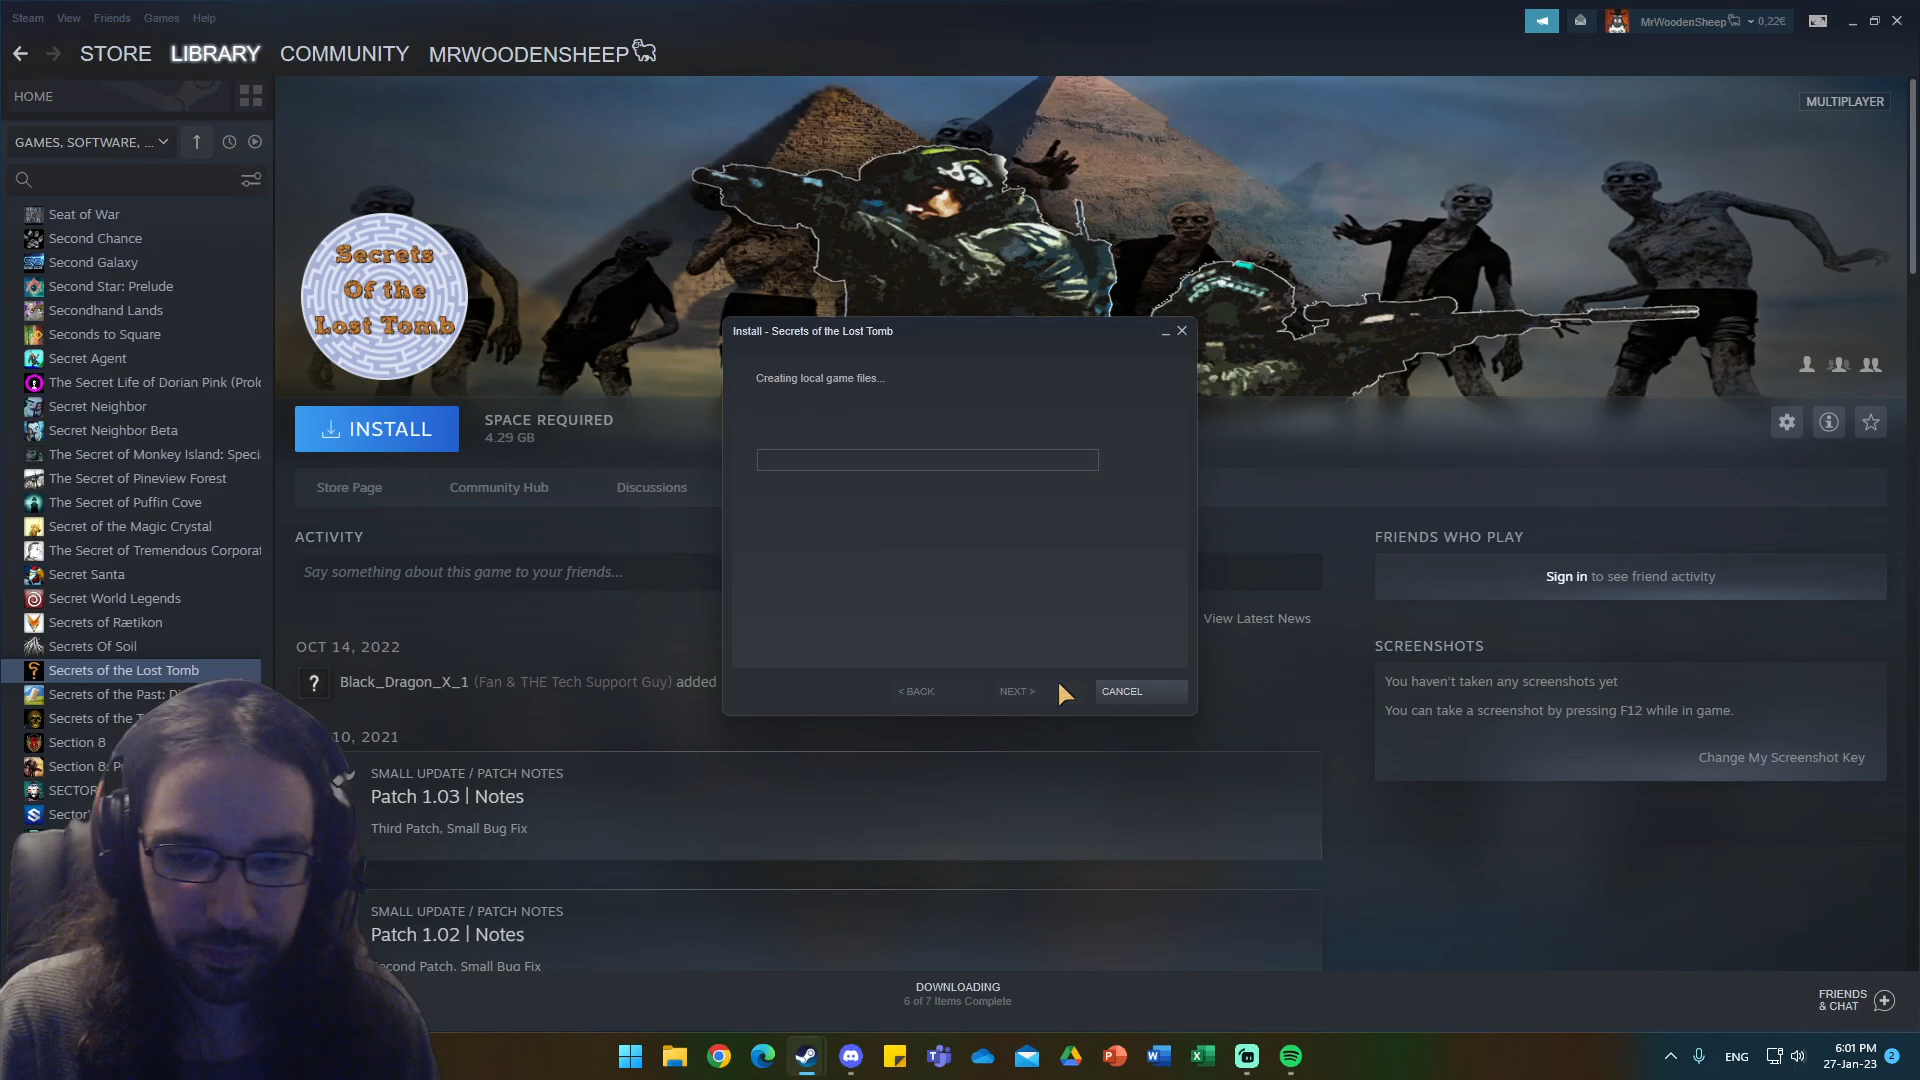 Steam View Friends Games Help
MrWoodenSheep 0,22€
STORE LIBRARY COMMUNITY MRWOODENSHEEP
HOME
MULTIPLAYER
GAMES, SOFTWARE, ...
Seat of War
Second Chance
Second Galaxy
Second Star: Prelude
Secondhand Lands
Seconds to Square
Secret Agent
The Secret Life of Dorian Pink (Prolo
Secret Neighbor
Secret Neighbor Beta
The Secret of Monkey Island: Speci
The Secret of Pineview Forest
The Secret of Puffin Cove
Secret of the Magic Crystal
The Secret of Tremendous Corporat
Secret Santa
Secret World Legends
Secrets of Rætikon
Secrets Of Soil
Secrets of the Lost Tomb
Secrets of the Past:
Secrets of the
Section 8
Section 8:
SECTOR
Sector'
Secrets
Of the
Lost Tomb
INSTALL
SPACE REQUIRED
4.29 GB
Store Page Community Hub Discussions
ACTIVITY
Say something about this game to your friends...
View Latest News
OCT 14, 2022
Black_Dragon_X_1 (Fan & THE Tech Support Guy) added
10, 2021
SMALL UPDATE / PATCH NOTES
Patch 1.03 | Notes
Third Patch, Small Bug Fix
SMALL UPDATE / PATCH NOTES
Patch 1.02 | Notes
Second Patch, Small Bug Fix
Install - Secrets of the Lost Tomb
Creating local game files...
< BACK NEXT > CANCEL
FRIENDS WHO PLAY
Sign in to see friend activity
SCREENSHOTS
You haven't taken any screenshots yet
You can take a screenshot by pressing F12 while in game.
Change My Screenshot Key
DOWNLOADING
6 of 7 Items Complete
FRIENDS
& CHAT
ENG
6:01 PM
27-Jan-23
2